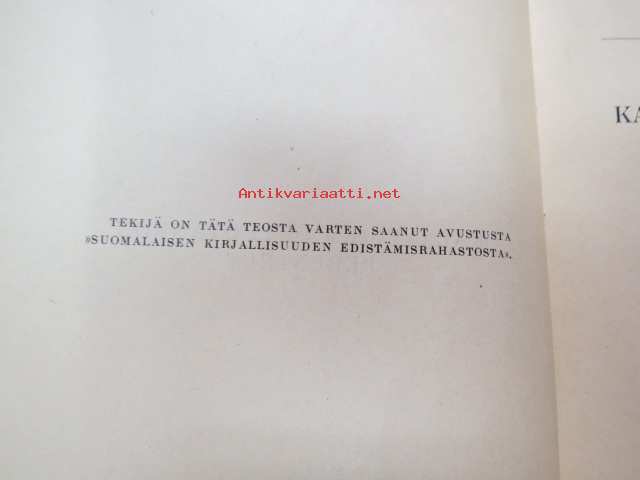 Antikvariaatti.net
TEKIJÄ ON TÄTÄ TEOSTA VARTEN SAANUT AVUSTUSTA
»SUOMALAISEN KIRJALLISUUDEN EDISTÄMISRAHASTOSTA».